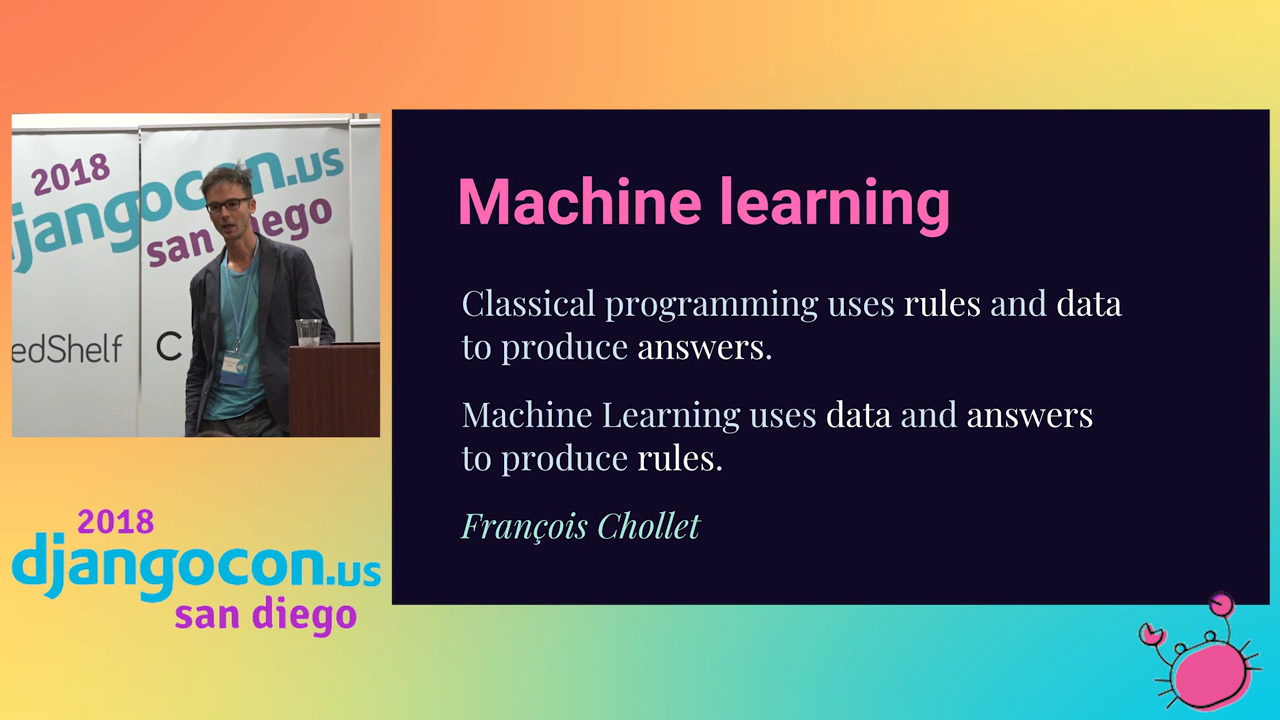 2018
djangocon.us
san diego
edShelf
C
Machine learning
Classical programming uses rules and data
to produce answers.
Machine Learning uses data and answers
to produce rules.
François Chollet
2018
djangocon.us
san diego